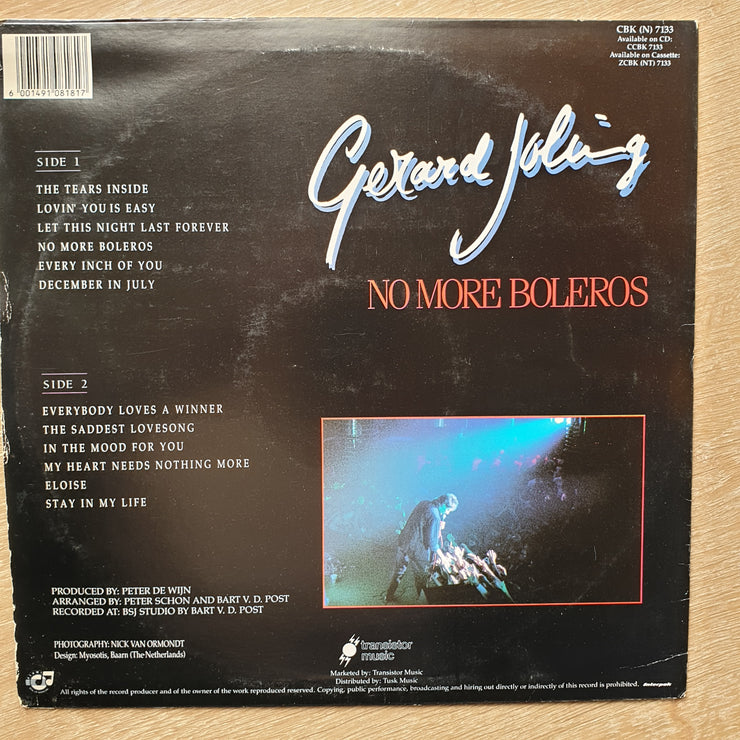 CBK (N) 7133
Available on CD:
CCBK 7133
Available on Cassette:
ZCBK (NT) 7133
6 001491 081817
Gerard Joling
NO MORE BOLEROS
SIDE 1
THE TEARS INSIDE
LOVIN' YOU IS EASY
LET THIS NIGHT LAST FOREVER
NO MORE BOLEROS
EVERY INCH OF YOU
DECEMBER IN JULY
SIDE 2
EVERYBODY LOVES A WINNER
THE SADDEST LOVESONG
IN THE MOOD FOR YOU
MY HEART NEEDS NOTHING MORE
ELOISE
STAY IN MY LIFE
PRODUCED BY: PETER DE WIJN
ARRANGED BY: PETER SCHON AND BART V. D. POST
RECORDED AT: BSJ STUDIO BY BART V. D. POST
PHOTOGRAPHY: NICK VAN ORMONDT
Design: Myosotis, Baarn (The Netherlands)
transistor
music
Marketed by: Transistor Music
Distributed by: Tusk Music
All rights of the record producer and of the owner of the work reproduced reserved. Copying, public performance, broadcasting and hiring out directly or indirectly of this record is prohibited.
interpak